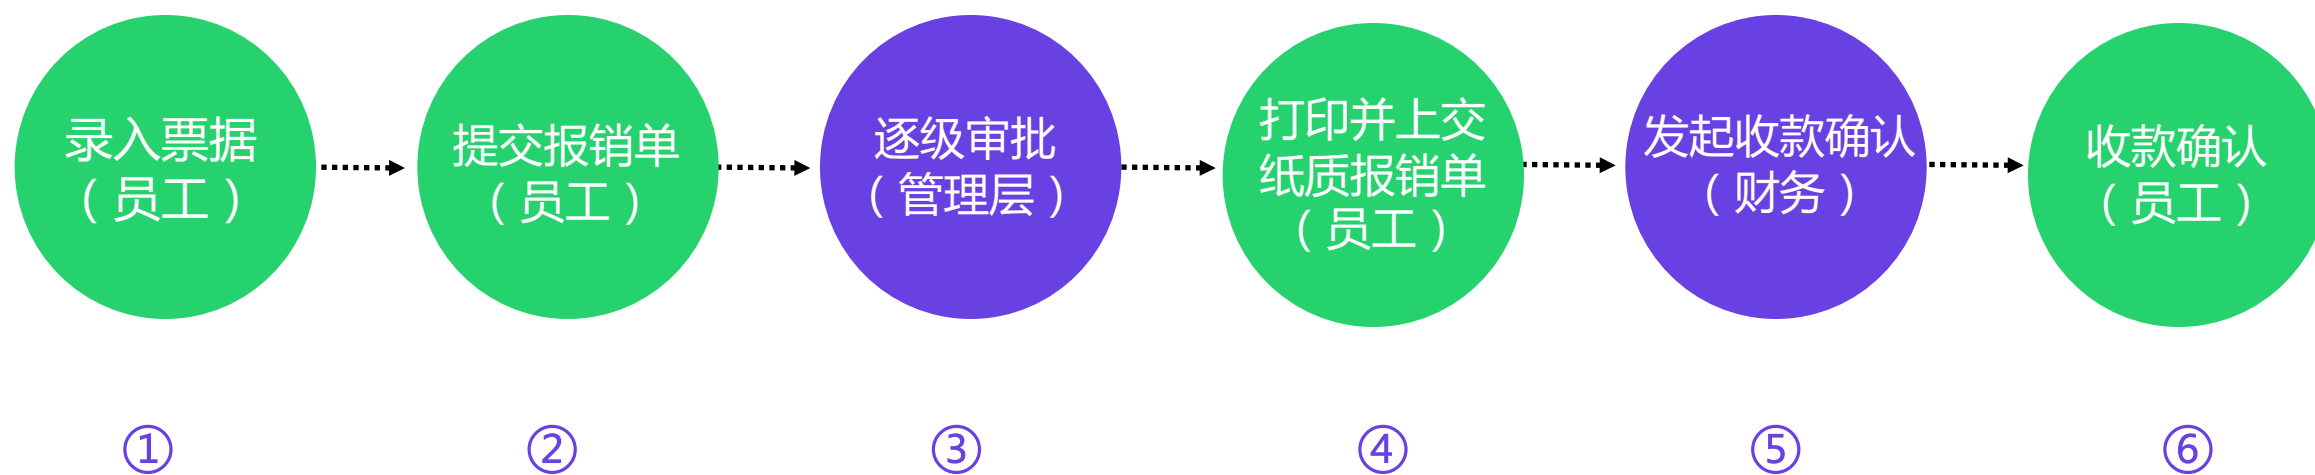 录入票据
（员工）
提交报销单
（员工）
逐级审批
（管理层）
打印并上交
纸质报销单
（员工）
发起收款确认
（财务）
收款确认
（员工）
①
②
③
④
⑤
⑥